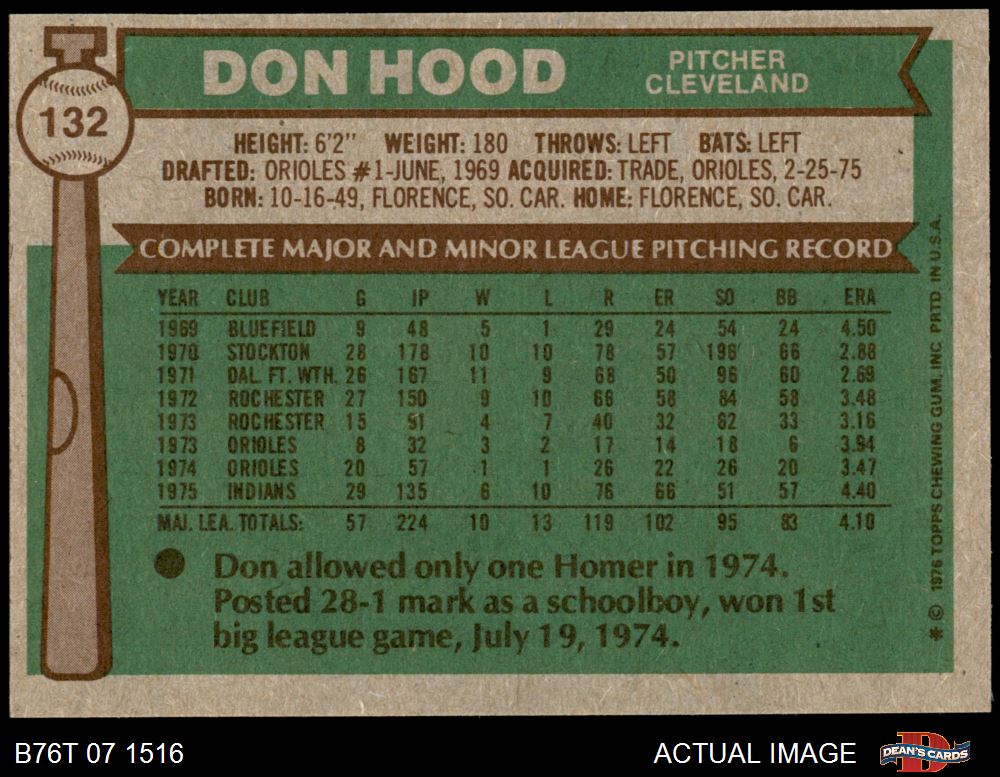 DON HOOD
PITCHER
CLEVELAND
132
HEIGHT: 6'2" WEIGHT: 180 THROWS: LEFT BATS: LEFT
DRAFTED: ORIOLES #1-JUNE, 1969 ACQUIRED: TRADE, ORIOLES, 2-25-75
BORN: 10-16-49, FLORENCE, SO. CAR. HOME: FLORENCE, SO. CAR.
COMPLETE MAJOR AND MINOR LEAGUE PITCHING RECORD
YEAR CLUB G IP W L R ER SO BB ERA
1969 BLUEFIELD 9 48 5 1 29 24 54 24 4.50
1970 STOCKTON 28 178 10 10 78 57 196 66 2.88
1971 DAL. FT. WTH. 26 167 11 9 68 50 96 60 2.69
1972 ROCHESTER 27 150 9 10 66 58 84 58 3.48
1973 ROCHESTER 15 91 4 7 40 32 62 33 3.16
1973 ORIOLES 8 32 3 2 17 14 18 6 3.94
1974 ORIOLES 20 57 1 1 26 22 26 20 3.47
1975 INDIANS 29 135 6 10 76 66 51 57 4.40
MAJ. LEA. TOTALS: 57 224 10 13 119 102 95 83 4.10
Don allowed only one Homer in 1974.
Posted 28-1 mark as a schoolboy, won 1st
big league game, July 19, 1974.
* © 1976 TOPPS CHEWING GUM, INC PRTD. IN U.S.A.
B76T 07 1516
ACTUAL IMAGE
DEAN'S CARDS